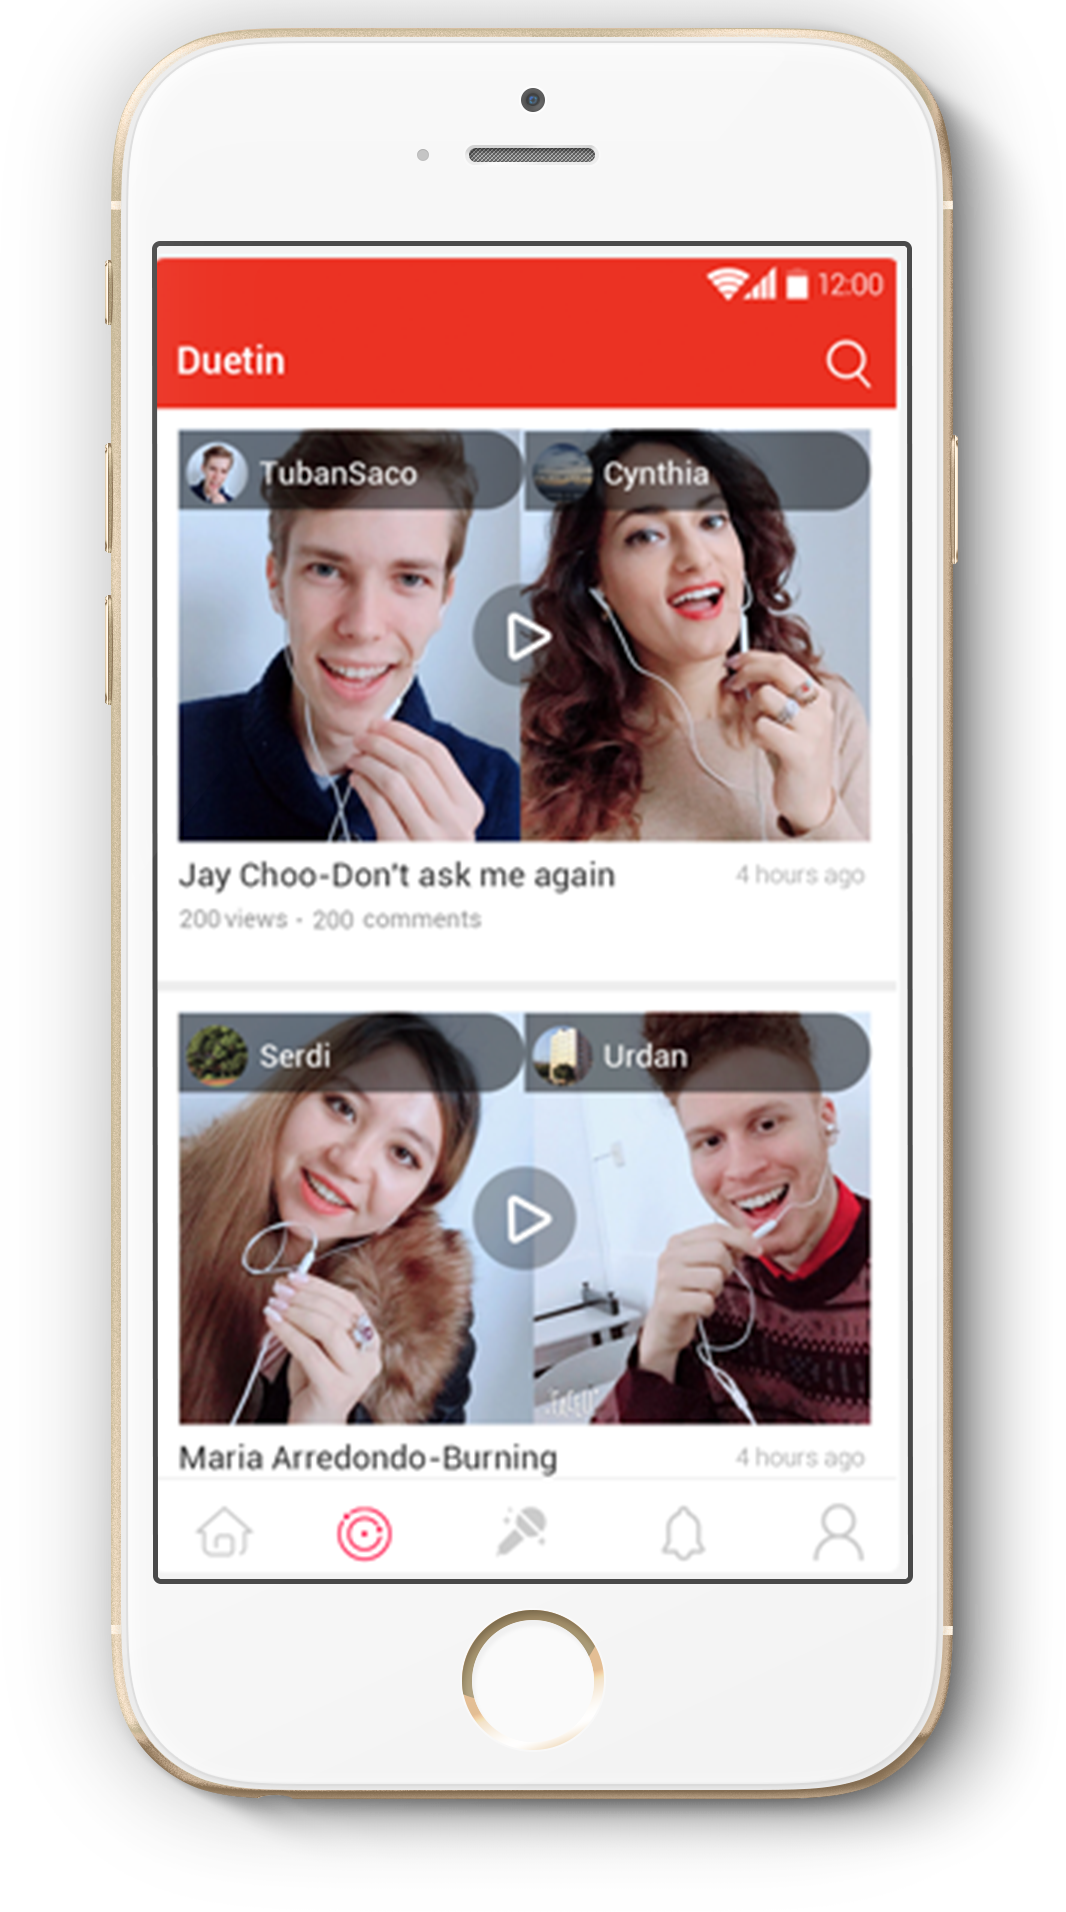 12:00
Duetin
TubanSaco Cynthia
Jay Choo-Don't ask me again 4 hours ago
200 views - 200 comments
Serdi Urdan
Maria Arredondo-Burning 4 hours ago